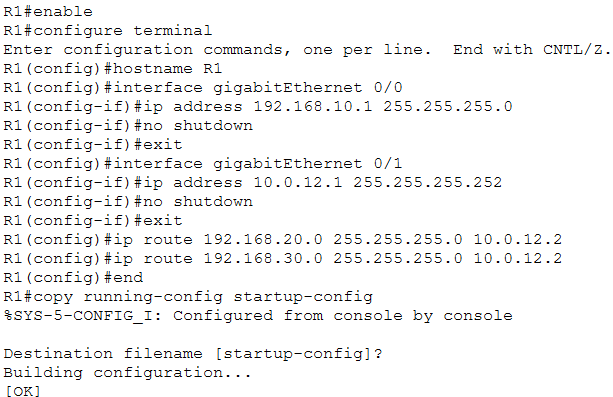 R1#enable
R1#configure terminal
Enter configuration commands, one per line.  End with CNTL/Z.
R1(config)#hostname R1
R1(config)#interface gigabitEthernet 0/0
R1(config-if)#ip address 192.168.10.1 255.255.255.0
R1(config-if)#no shutdown
R1(config-if)#exit
R1(config)#interface gigabitEthernet 0/1
R1(config-if)#ip address 10.0.12.1 255.255.255.252
R1(config-if)#no shutdown
R1(config-if)#exit
R1(config)#ip route 192.168.20.0 255.255.255.0 10.0.12.2
R1(config)#ip route 192.168.30.0 255.255.255.0 10.0.12.2
R1(config)#end
R1#copy running-config startup-config
%SYS-5-CONFIG_I: Configured from console by console

Destination filename [startup-config]?
Building configuration...
[OK]